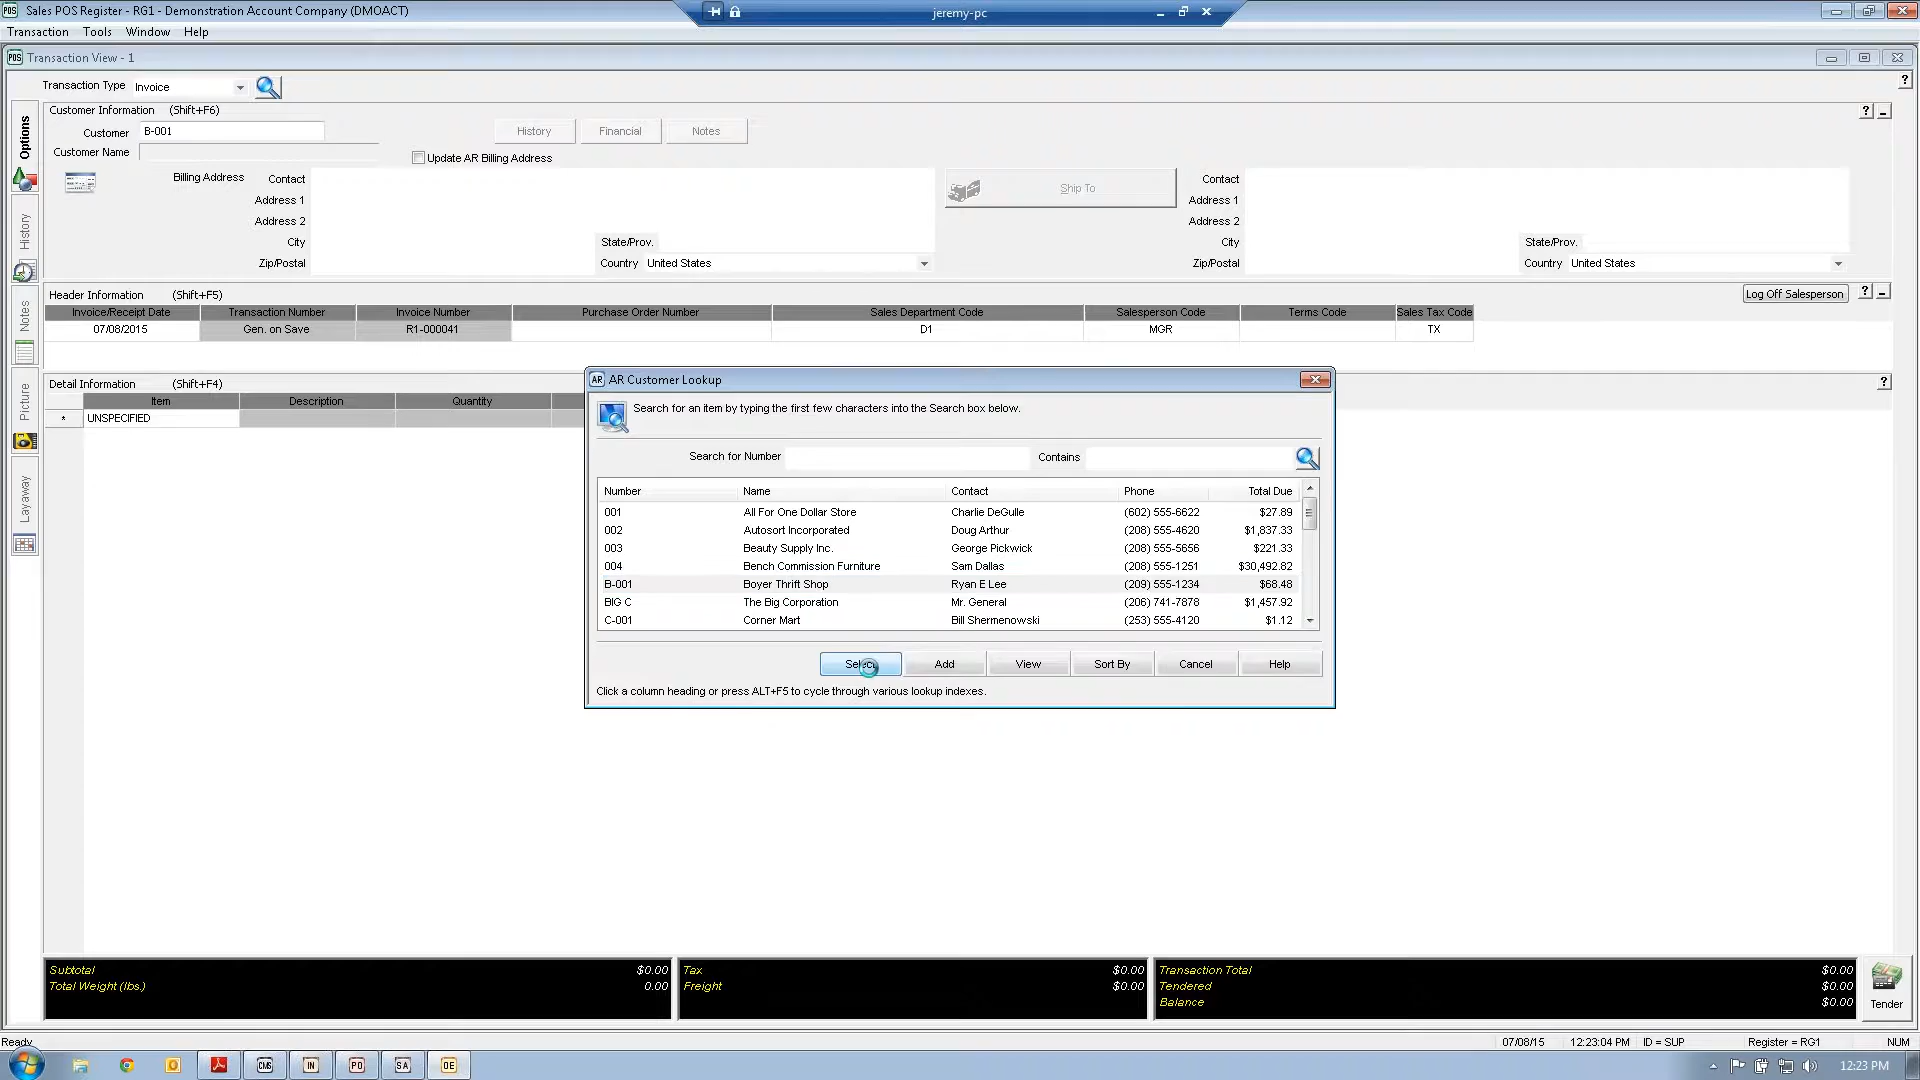 POS Sales POS Register - RG1 - Demonstration Account Company (DMOACT)
jeremy-pc
Transaction Tools Window Help
POS Transaction View - 1
Transaction Type Invoice
?
Customer Information (Shift+F6) ?
Options
Customer B-001 History Financial Notes
Customer Name
Update AR Billing Address
Billing Address Contact
Address 1
Address 2
City State/Prov.
Zip/Postal Country United States
Ship To
Contact
Address 1
Address 2
City State/Prov.
Zip/Postal Country United States
History
Notes
Picture
Layaway
Header Information (Shift+F5) Log Off Salesperson ?
Invoice/Receipt Date Transaction Number Invoice Number Purchase Order Number Sales Department Code Salesperson Code Terms Code Sales Tax Code
07/08/2015 Gen. on Save R1-000041 D1 MGR TX
Detail Information (Shift+F4) ?
Item Description Quantity
* UNSPECIFIED
AR AR Customer Lookup
Search for an item by typing the first few characters into the Search box below.
Search for Number Contains
Number Name Contact Phone Total Due
001 All For One Dollar Store Charlie DeGulle (602) 555-6622 $27.89
002 Autosort Incorporated Doug Arthur (208) 555-4620 $1,837.33
003 Beauty Supply Inc. George Pickwick (208) 555-5656 $221.33
004 Bench Commission Furniture Sam Dallas (208) 555-1251 $30,492.82
B-001 Boyer Thrift Shop Ryan E Lee (209) 555-1234 $68.48
BIG C The Big Corporation Mr. General (206) 741-7878 $1,457.92
C-001 Corner Mart Bill Shermenowski (253) 555-4120 $1.12
Select Add View Sort By Cancel Help
Click a column heading or press ALT+F5 to cycle through various lookup indexes.
Subtotal $0.00
Total Weight (lbs.) 0.00
Tax $0.00
Freight $0.00
Transaction Total $0.00
Tendered $0.00
Balance $0.00
Tender
Ready 07/08/15 12:23:04 PM ID = SUP Register = RG1 NUM
CMS IN PO SA OE 12:23 PM